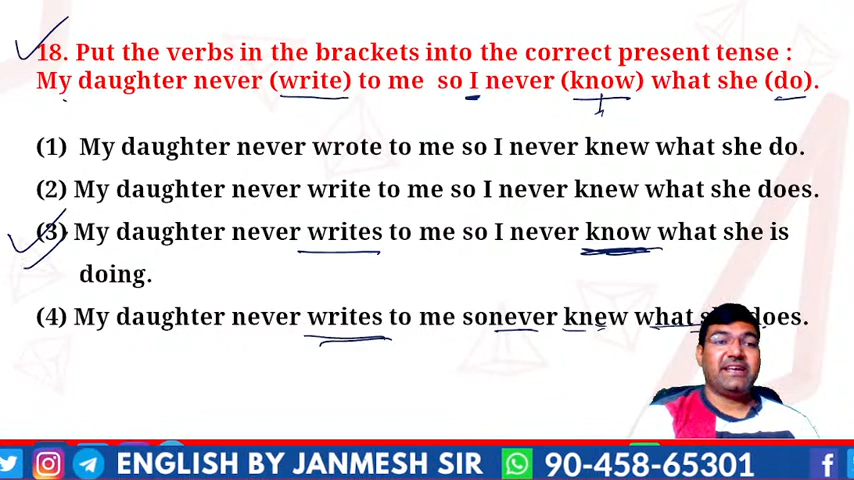 18. Put the verbs in the brackets into the correct present tense :
My daughter never (write) to me so I never (know) what she (do).
(1) My daughter never wrote to me so I never knew what she do.
(2) My daughter never write to me so I never knew what she does.
(3) My daughter never writes to me so I never know what she is
doing.
(4) My daughter never writes to me sonever knew what she does.
ENGLISH BY JANMESH SIR 90-458-65301